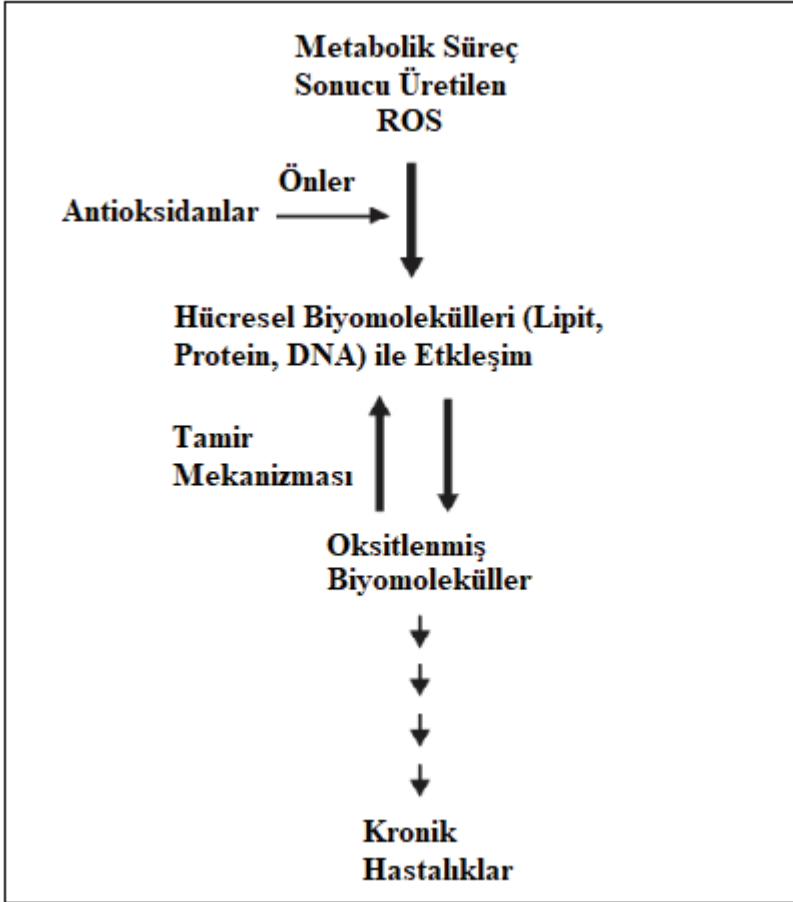 Metabolik Süreç
Sonucu Üretilen
ROS
Önler
Antioksidanlar
Hücresel Biyomolekülleri (Lipit,
Protein, DNA) ile Etkleşim
Tamir
Mekanizması
Oksitlenmiş
Biyomoleküller
Kronik
Hastalıklar